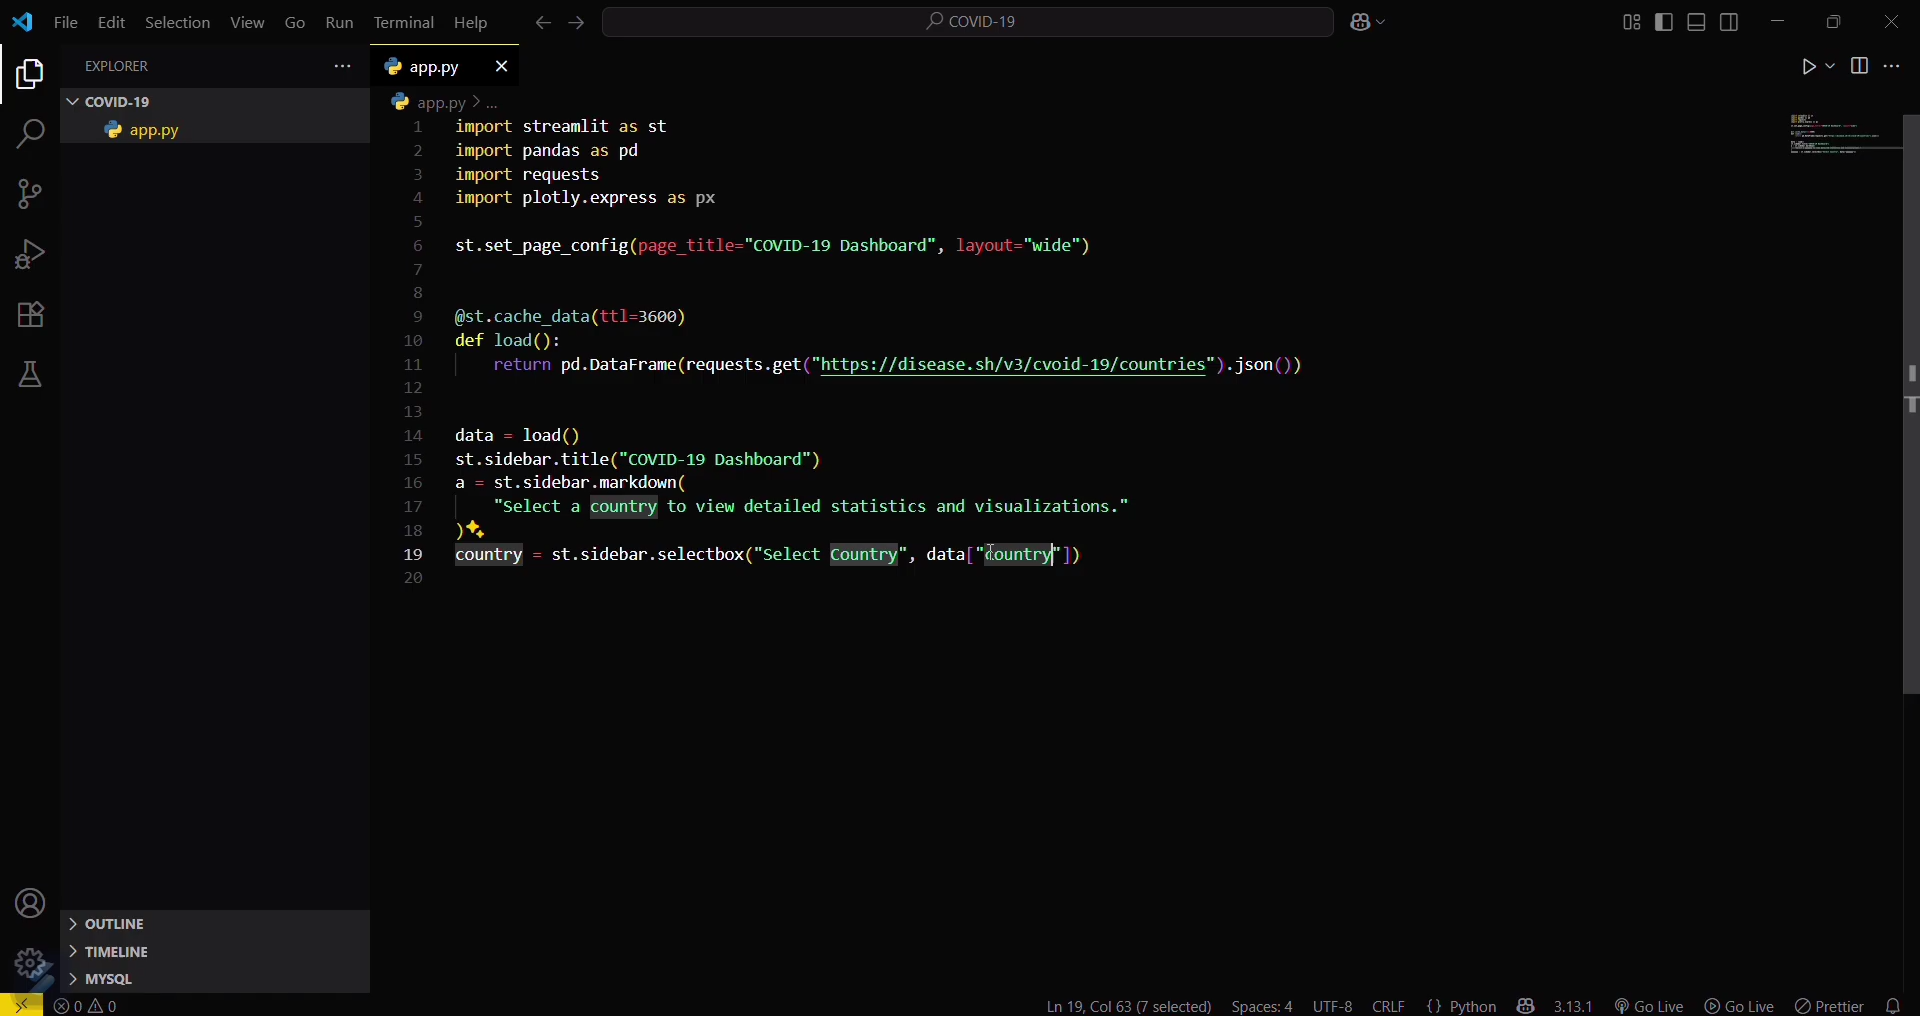 File Edit Selection View Go Run Terminal Help COVID-19
EXPLORER
COVID-19
app.py
app.py
app.py > ...
1 import streamlit as st
2 import pandas as pd
3 import requests
4 import plotly.express as px
5
6 st.set_page_config(page_title="COVID-19 Dashboard", layout="wide")
7
8
9 @st.cache_data(ttl=3600)
10 def load():
11 return pd.DataFrame(requests.get("https://disease.sh/v3/cvoid-19/countries").json())
12
13
14 data = load()
15 st.sidebar.title("COVID-19 Dashboard")
16 a = st.sidebar.markdown(
17 "Select a country to view detailed statistics and visualizations."
18 )
19 country = st.sidebar.selectbox("Select Country", data["country"])
20
OUTLINE
TIMELINE
MYSQL
0 0 Ln 19, Col 63 (7 selected) Spaces: 4 UTF-8 CRLF {} Python 3.13.1 Go Live Go Live Prettier